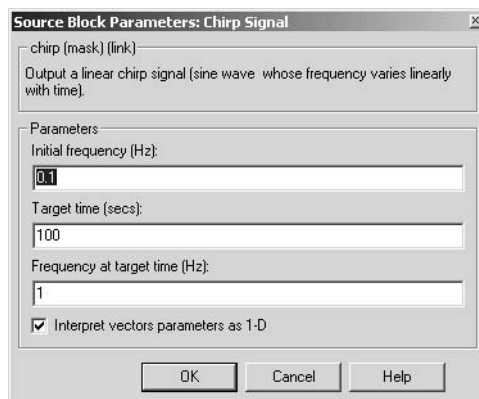 Source Block Parameters: Chirp Signal
chirp (mask) (link)
Output a linear chirp signal (sine wave whose frequency varies linearly
with time).
Parameters
Initial frequency (Hz):
0.1
Target time (secs):
100
Frequency at target time (Hz):
1
Interpret vectors parameters as 1-D
OK Cancel Help